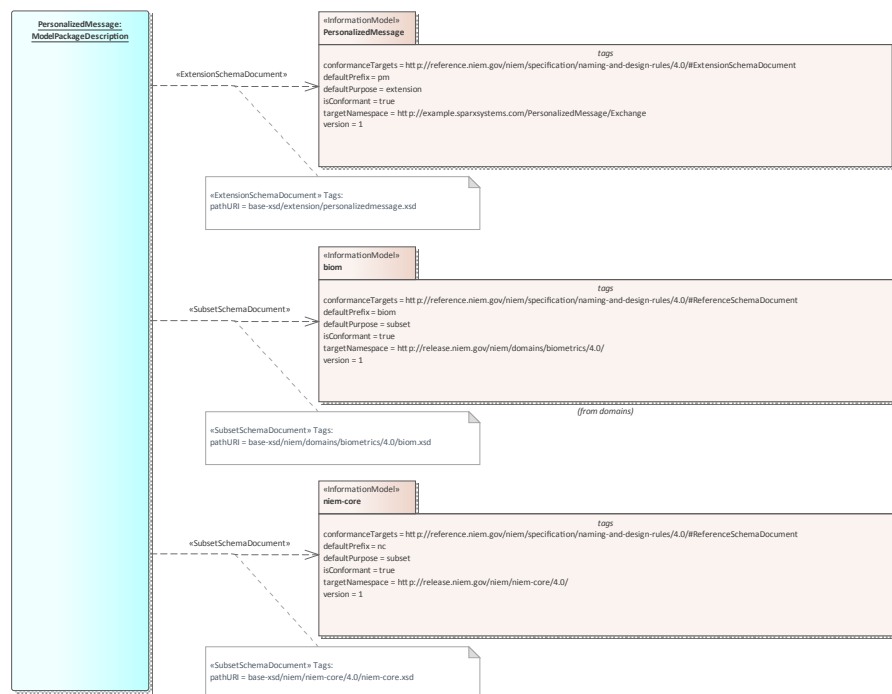 PersonalizedMessage:
ModelPackageDescription
«InformationModel»
PersonalizedMessage
tags
conformanceTargets = http://reference.niem.gov/niem/specification/naming-and-design-rules/4.0/#ExtensionSchemaDocument
defaultPrefix = pm
defaultPurpose = extension
isConformant = true
targetNamespace = http://example.sparxsystems.com/PersonalizedMessage/Exchange
version = 1
«ExtensionSchemaDocument»
«ExtensionSchemaDocument» Tags:
pathURI = base-xsd/extension/personalizedmessage.xsd
«InformationModel»
biom
tags
conformanceTargets = http://reference.niem.gov/niem/specification/naming-and-design-rules/4.0/#ReferenceSchemaDocument
defaultPrefix = biom
defaultPurpose = subset
isConformant = true
targetNamespace = http://release.niem.gov/niem/domains/biometrics/4.0/
version = 1
«SubsetSchemaDocument»
(from domains)
«SubsetSchemaDocument» Tags:
pathURI = base-xsd/niem/domains/biometrics/4.0/biom.xsd
«InformationModel»
niem-core
tags
conformanceTargets = http://reference.niem.gov/niem/specification/naming-and-design-rules/4.0/#ReferenceSchemaDocument
defaultPrefix = nc
defaultPurpose = subset
isConformant = true
targetNamespace = http://release.niem.gov/niem/niem-core/4.0/
version = 1
«SubsetSchemaDocument»
«SubsetSchemaDocument» Tags:
pathURI = base-xsd/niem/niem-core/4.0/niem-core.xsd